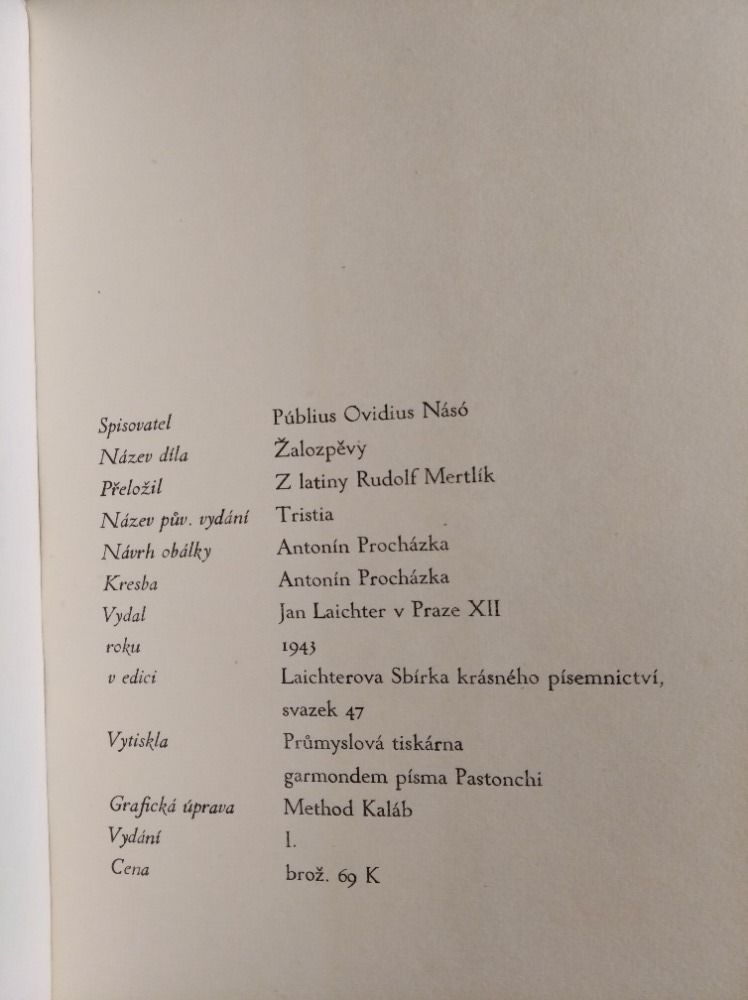 Spisovatel Públius Ovidius Násó
Název díla Žalozpěvy
Přeložil Z latiny Rudolf Mertlík
Název pův. vydání Tristia
Návrh obálky Antonín Procházka
Kresba Antonín Procházka
Vydal Jan Laichter v Praze XII
roku 1943
v edici Laichterova Sbírka krásného písemnictví,
svazek 47
Vytiskla Průmyslová tiskárna
garmondem písma Pastonchi
Grafická úprava Method Kaláb
Vydání I.
Cena brož. 69 K